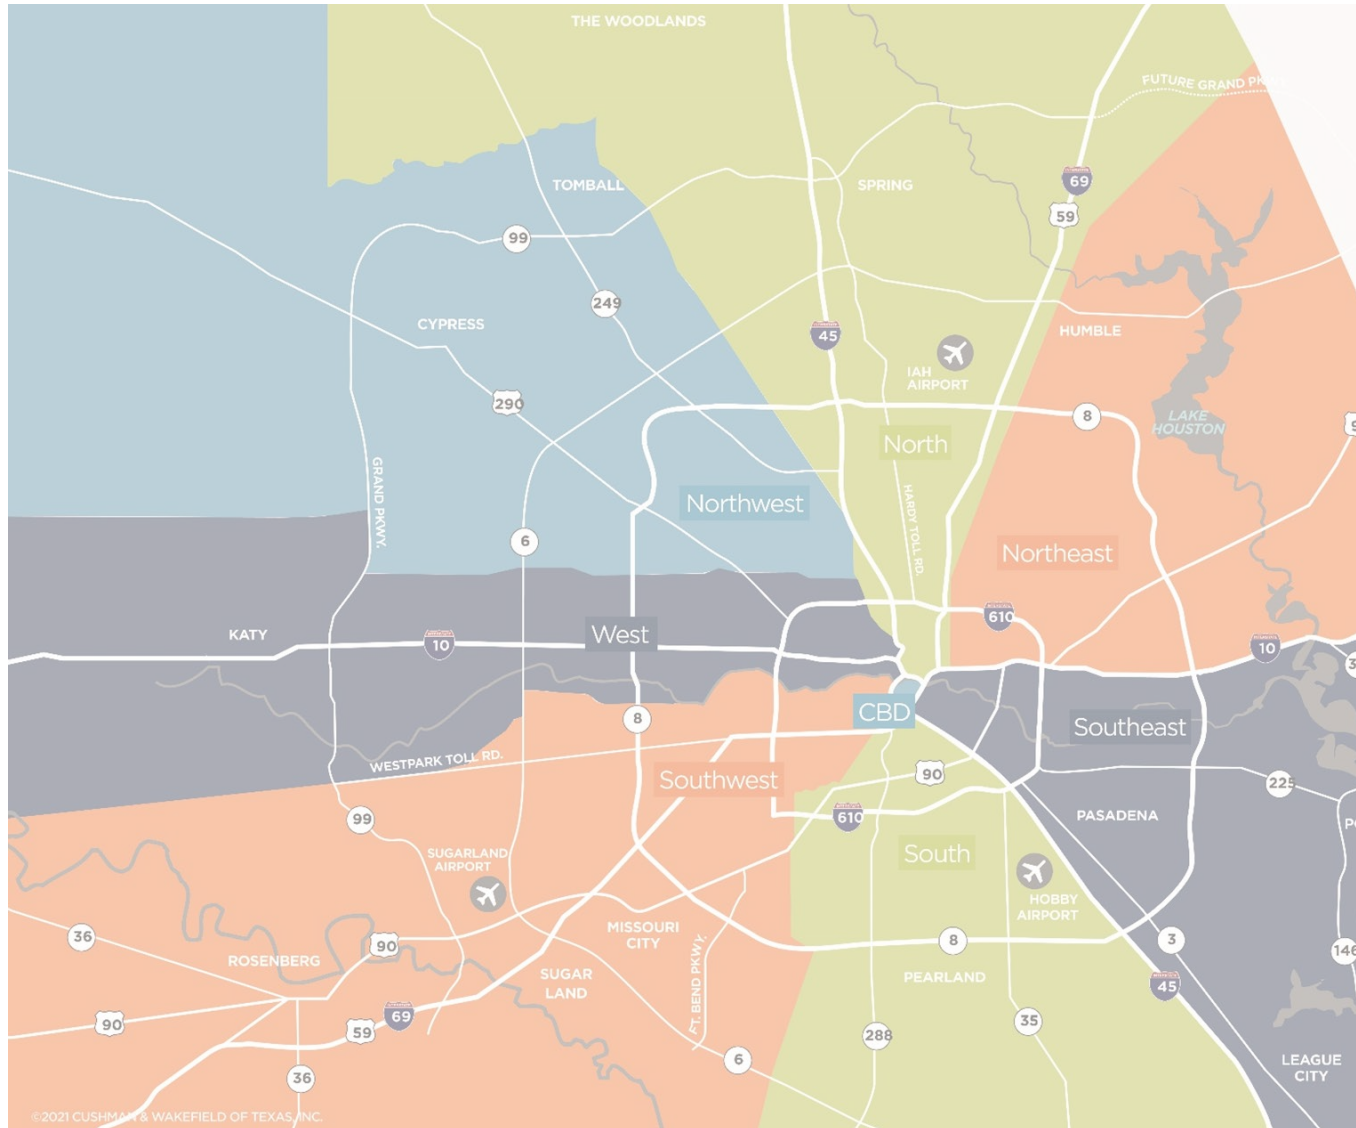 THE WOODLANDS
FUTURE GRAND PKWY.
TOMBALL
SPRING
69
59
99
249
CYPRESS
45
HUMBLE
IAH
AIRPORT
290
8
LAKE
HOUSTON
North
GRAND PKWY.
Northwest
HARDY TOLL RD.
6
Northeast
610
KATY
10
West
10
CBD
8
Southeast
WESTPARK TOLL RD.
Southwest
90
225
99
610
PASADENA
SUGARLAND
AIRPORT
South
HOBBY
AIRPORT
36
90
MISSOURI
CITY
8
3
146
ROSENBERG
SUGAR
LAND
FT. BEND PKWY.
PEARLAND
45
90
59
69
288
35
36
6
LEAGUE
CITY
©2021 CUSHMAN & WAKEFIELD OF TEXAS, INC.